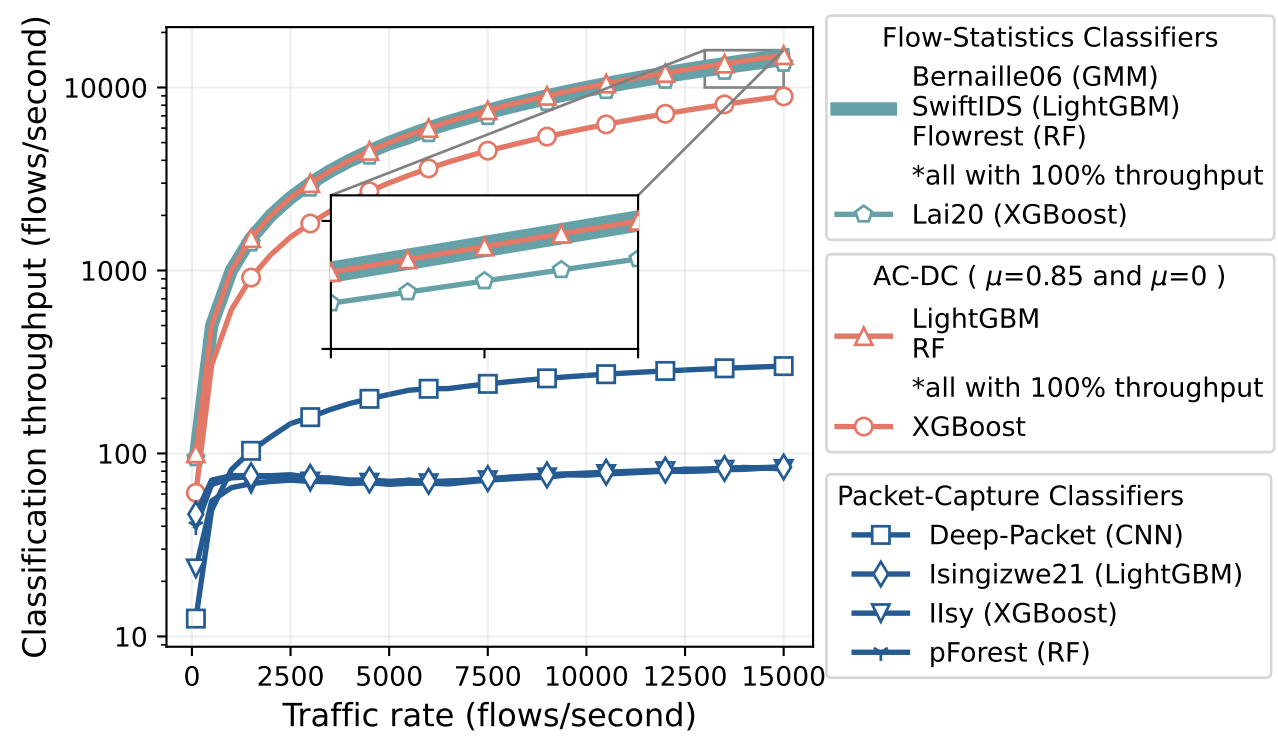 Classification throughput (flows/second)
10000
1000
100
10
0 2500 5000 7500 10000 12500 15000
Traffic rate (flows/second)
Flow-Statistics Classifiers
Bernaille06 (GMM)
SwiftIDS (LightGBM)
Flowrest (RF)
*all with 100% throughput
Lai20 (XGBoost)
AC-DC ( μ=0.85 and μ=0 )
LightGBM
RF
*all with 100% throughput
XGBoost
Packet-Capture Classifiers
Deep-Packet (CNN)
Isingizwe21 (LightGBM)
IIsy (XGBoost)
pForest (RF)